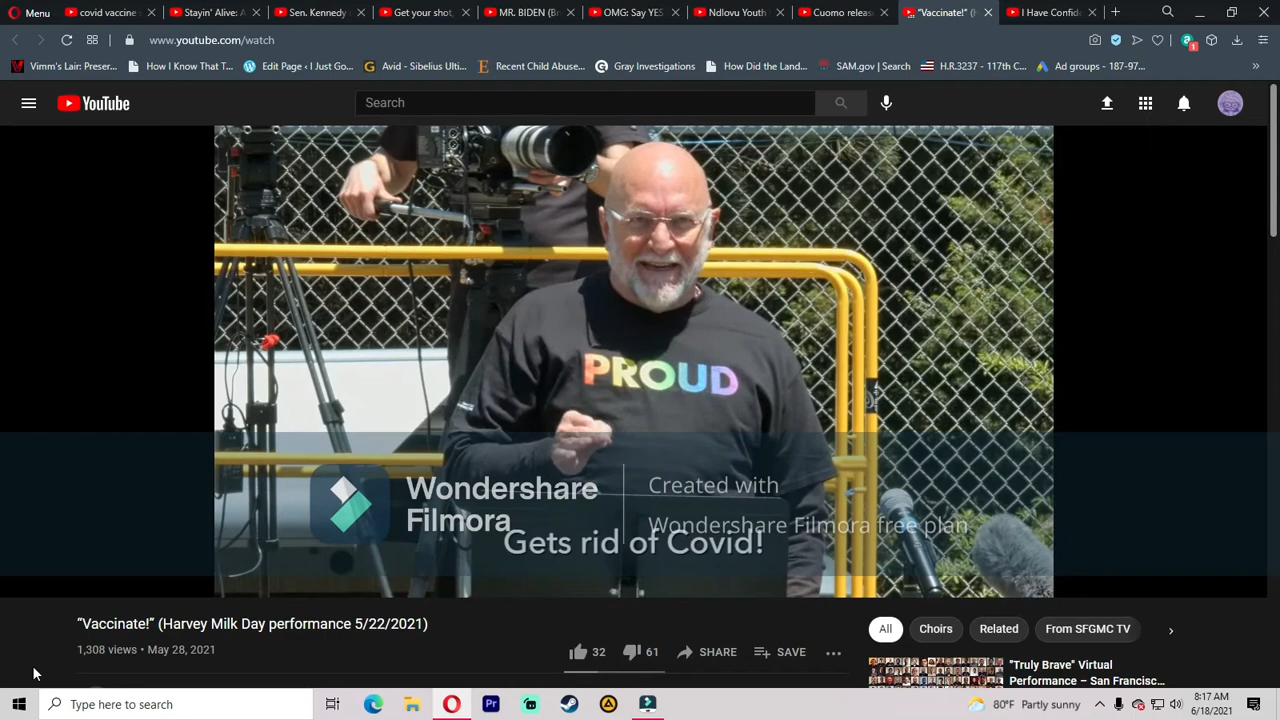 Menu
covid vaccine
Stayin' Alive: A
Sen. Kennedy
Get your shot,
MR. BIDEN (B
OMG: Say YES
Ndlovu Youth
Cuomo releas
"Vaccinate!" (H
I Have Confid
www.youtube.com/watch
1
Vimm's Lair: Preser...
How I Know That T...
Edit Page ‹ I Just Go...
Avid - Sibelius Ulti...
Recent Child Abuse...
Gray Investigations
How Did the Land...
SAM.gov | Search
H.R.3237 - 117th C...
Ad groups - 187-97...
YouTube
Search
PROUD
Wondershare
Filmora
Created with
Wondershare Filmora free plan
Gets rid of Covid!
"Vaccinate!" (Harvey Milk Day performance 5/22/2021)
1,308 views • May 28, 2021
32
61
SHARE
SAVE
All
Choirs
Related
From SFGMC TV
"Truly Brave" Virtual
Performance – San Francisc...
Type here to search
Pr
80°F Partly sunny
8:17 AM
6/18/2021